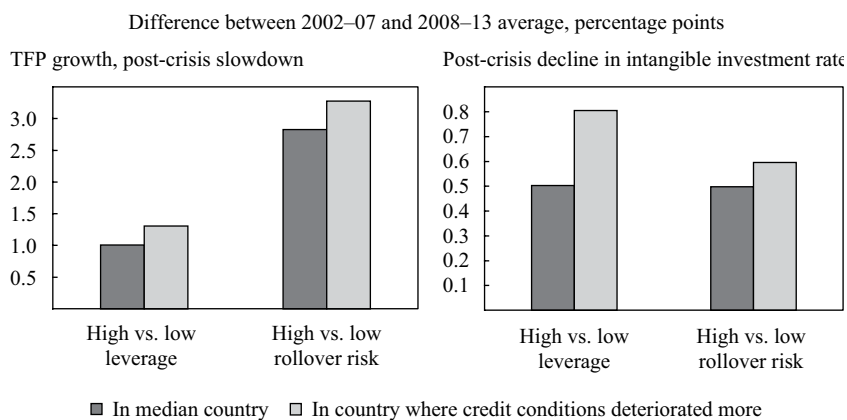 Difference between 2002–07 and 2008–13 average, percentage points
TFP growth, post-crisis slowdown
3.0
2.5
2.0
1.5
1.0
0.5
High vs. low
leverage
High vs. low
rollover risk
Post-crisis decline in intangible investment rate
0.8
0.7
0.6
0.5
0.4
0.3
0.2
0.1
High vs. low
leverage
High vs. low
rollover risk
In median country
In country where credit conditions deteriorated more